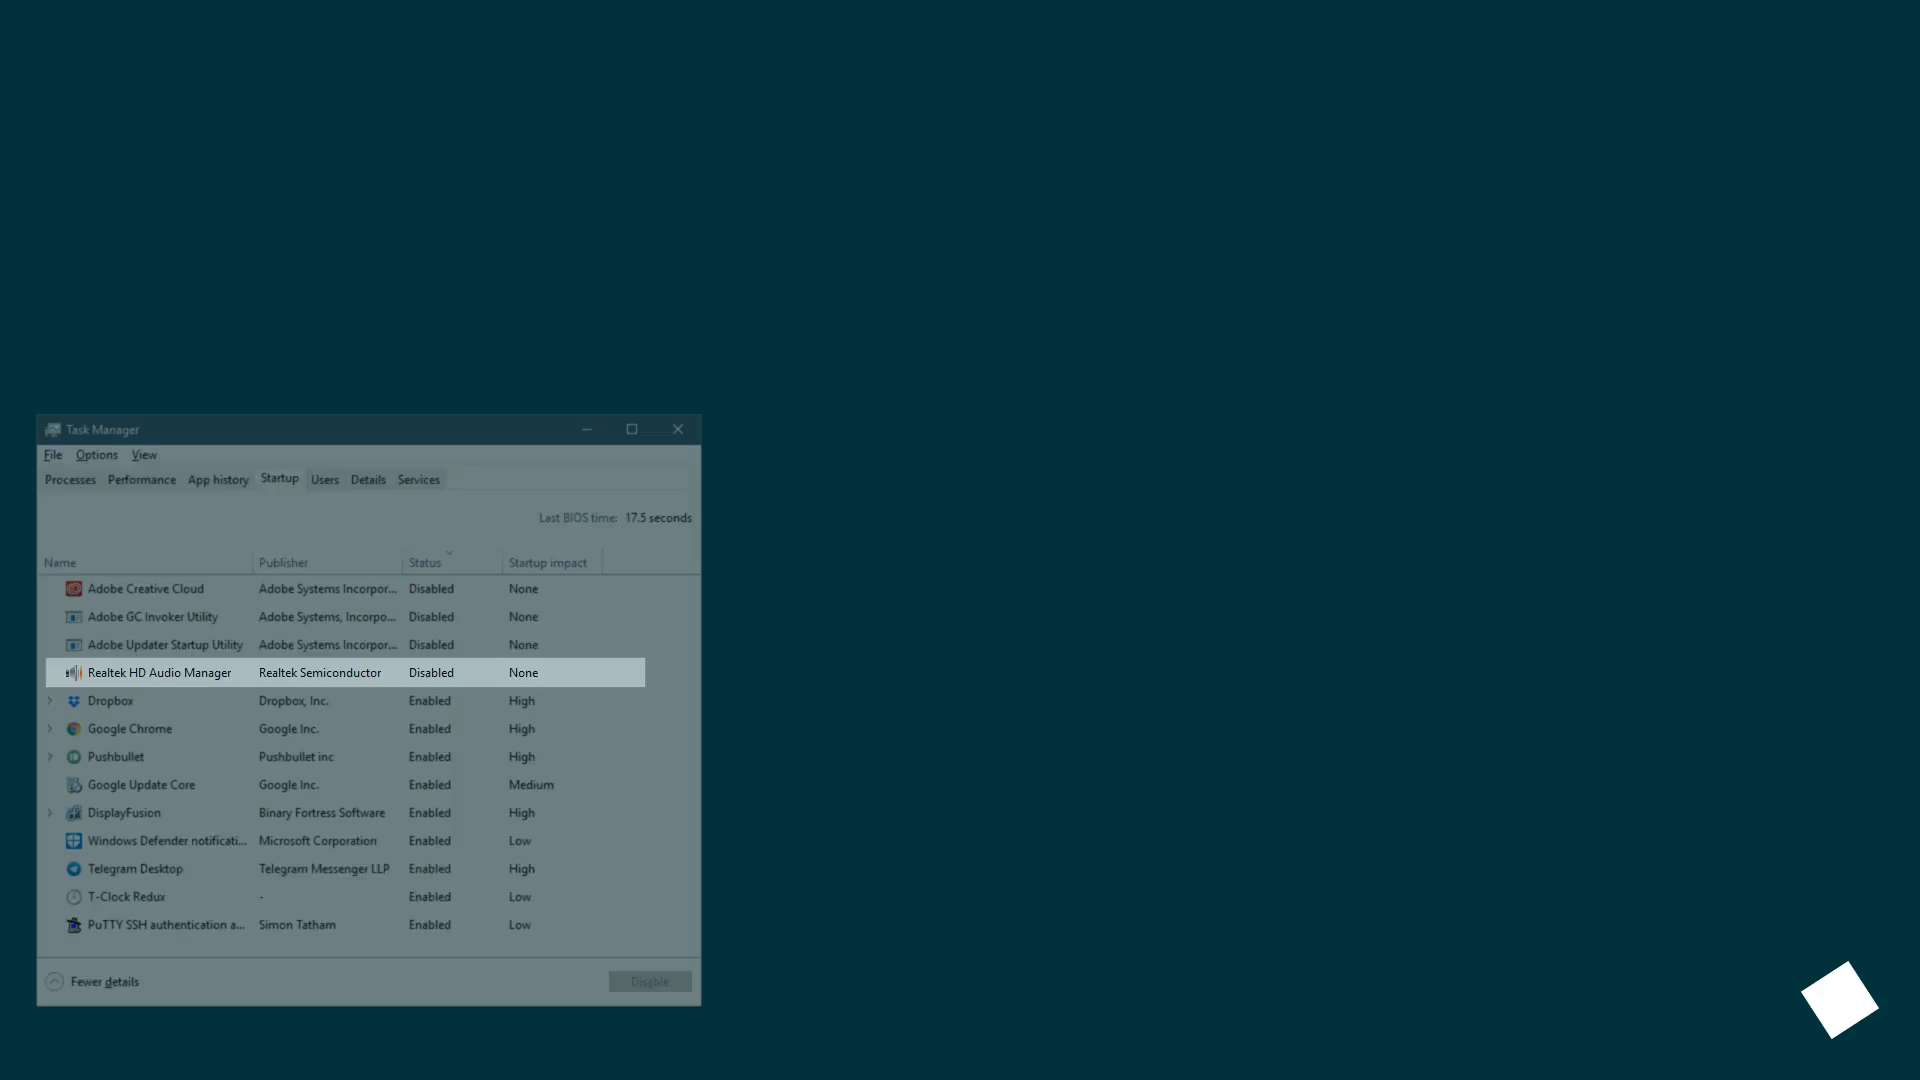 Task Manager
File Options View
Processes Performance App history Startup Users Details Services
Last BIOS time: 17.5 seconds
Name Publisher Status Startup impact
Adobe Creative Cloud Adobe Systems Incorpor... Disabled None
Adobe GC Invoker Utility Adobe Systems, Incorpo... Disabled None
Adobe Updater Startup Utility Adobe Systems Incorpor... Disabled None
Realtek HD Audio Manager Realtek Semiconductor Disabled None
Dropbox Dropbox, Inc. Enabled High
Google Chrome Google Inc. Enabled High
Pushbullet Pushbullet inc Enabled High
Google Update Core Google Inc. Enabled Medium
DisplayFusion Binary Fortress Software Enabled High
Windows Defender notificati... Microsoft Corporation Enabled Low
Telegram Desktop Telegram Messenger LLP Enabled High
T-Clock Redux - Enabled Low
PuTTY SSH authentication a... Simon Tatham Enabled Low
Fewer details Disable